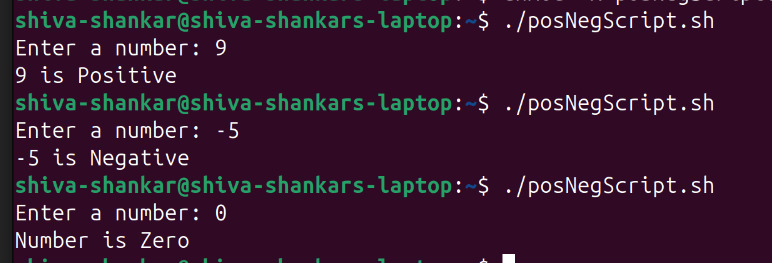 shiva-shankar@shiva-shankars-laptop:~$ ./posNegScript.sh
Enter a number: 9
9 is Positive
shiva-shankar@shiva-shankars-laptop:~$ ./posNegScript.sh
Enter a number: -5
-5 is Negative
shiva-shankar@shiva-shankars-laptop:~$ ./posNegScript.sh
Enter a number: 0
Number is Zero